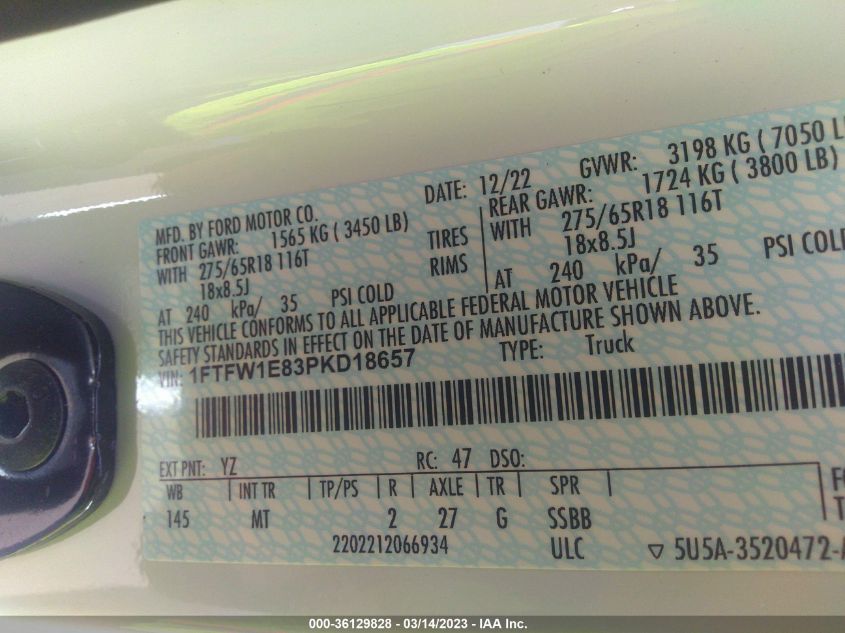 MFD. BY FORD MOTOR CO. DATE: 12/22 GVWR: 3198 KG ( 7050 L
FRONT GAWR: 1565 KG ( 3450 LB) REAR GAWR: 1724 KG ( 3800 LB)
WITH 275/65R18 116T TIRES WITH 275/65R18 116T
18x8.5J RIMS 18x8.5J
AT 240 kPa/ 35 PSI COLD AT 240 kPa/ 35 PSI COLD
THIS VEHICLE CONFORMS TO ALL APPLICABLE FEDERAL MOTOR VEHICLE
SAFETY STANDARDS IN EFFECT ON THE DATE OF MANUFACTURE SHOWN ABOVE.
VIN: 1FTFW1E83PKD18657 TYPE: Truck
EXT PNT: YZ RC: 47 DSO:
WB INT TR TP/PS R AXLE TR SPR
145 MT 2 27 G SSBB
2202212066934 ULC 5U5A-3520472-
000-36129828 - 03/14/2023 - IAA Inc.